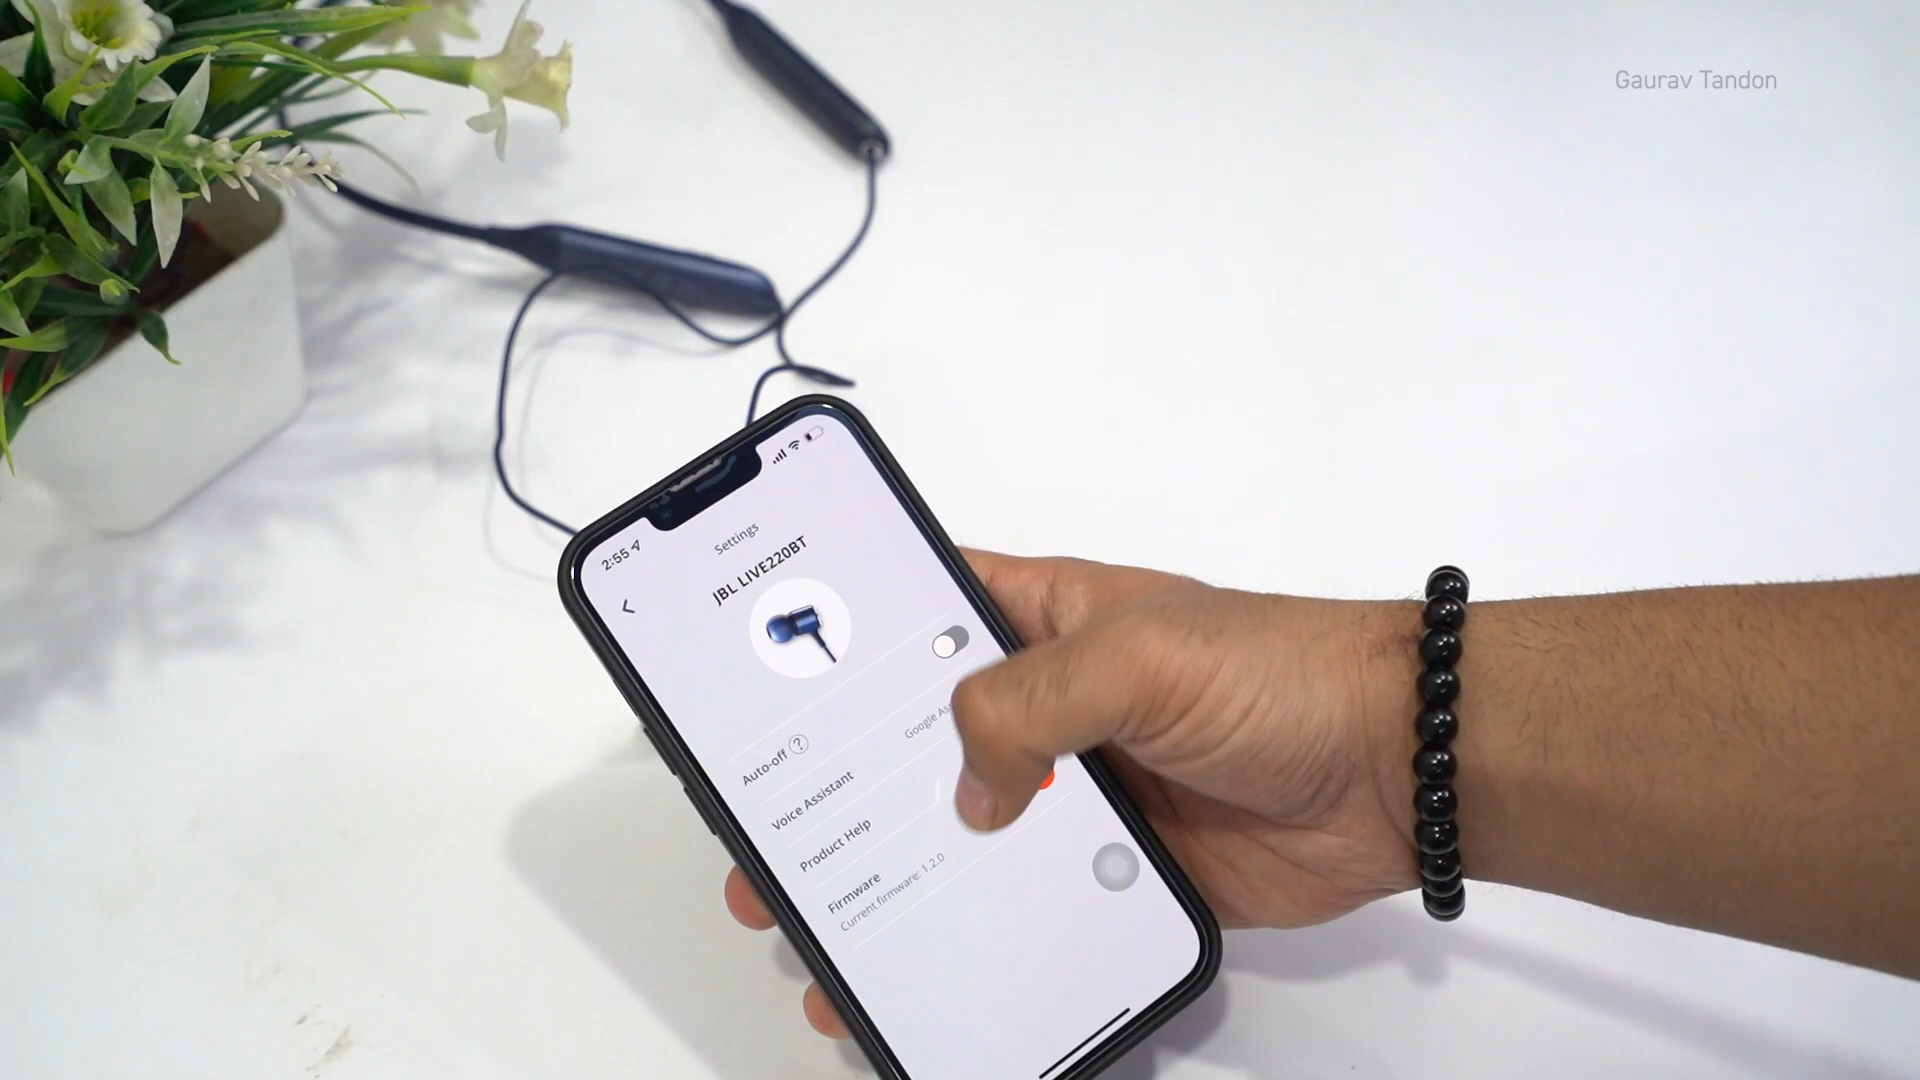 Gaurav Tandon
2:55
Settings
JBL LIVE220BT
Auto-off ?
Voice Assistant
Google
Product Help
Firmware
Current firmware: 1.2.0